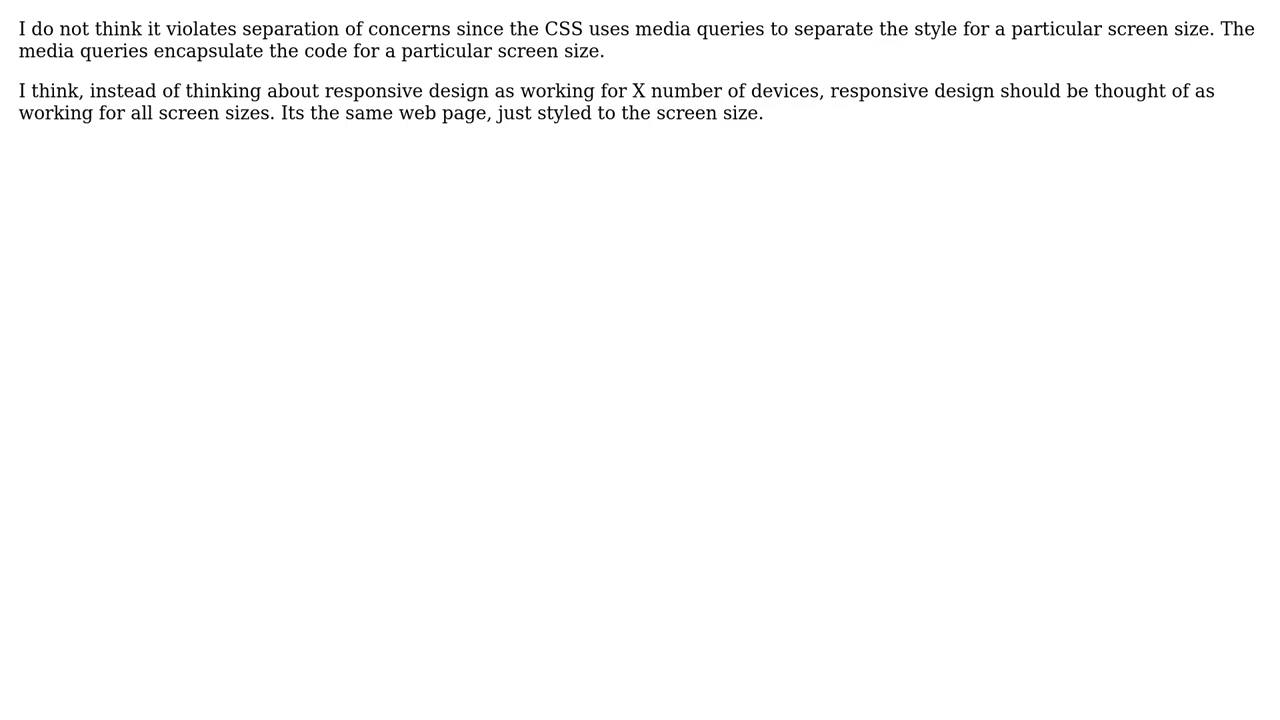 I do not think it violates separation of concerns since the CSS uses media queries to separate the style for a particular screen size. The
media queries encapsulate the code for a particular screen size.
I think, instead of thinking about responsive design as working for X number of devices, responsive design should be thought of as
working for all screen sizes. Its the same web page, just styled to the screen size.